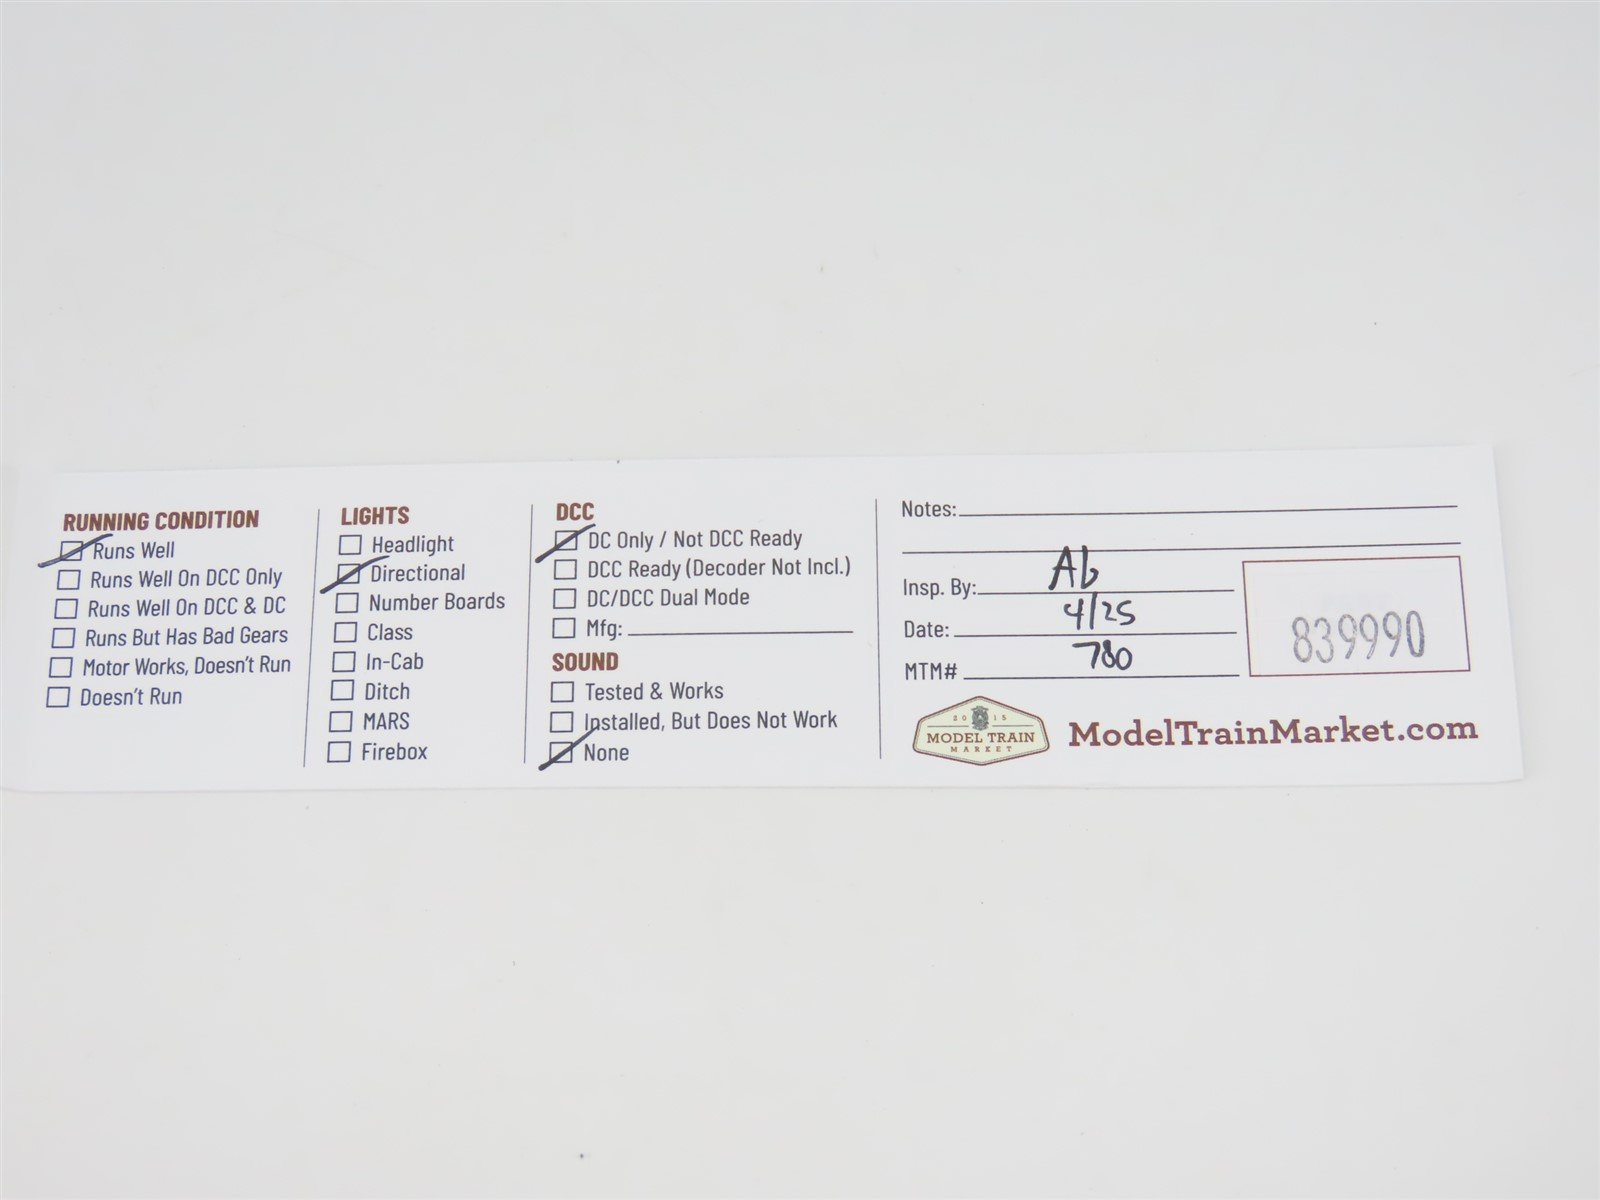 RUNNING CONDITION
Runs Well
Runs Well On DCC Only
Runs Well On DCC & DC
Runs But Has Bad Gears
Motor Works, Doesn't Run
Doesn't Run
LIGHTS
Headlight
Directional
Number Boards
Class
In-Cab
Ditch
MARS
Firebox
DCC
DC Only / Not DCC Ready
DCC Ready (Decoder Not Incl.)
DC/DCC Dual Mode
Mfg:
SOUND
Tested & Works
Installed, But Does Not Work
None
Notes:
Insp. By: Ab
Date: 4/25
MTM# 780
839990
2015
MODEL TRAIN
MARKET
ModelTrainMarket.com